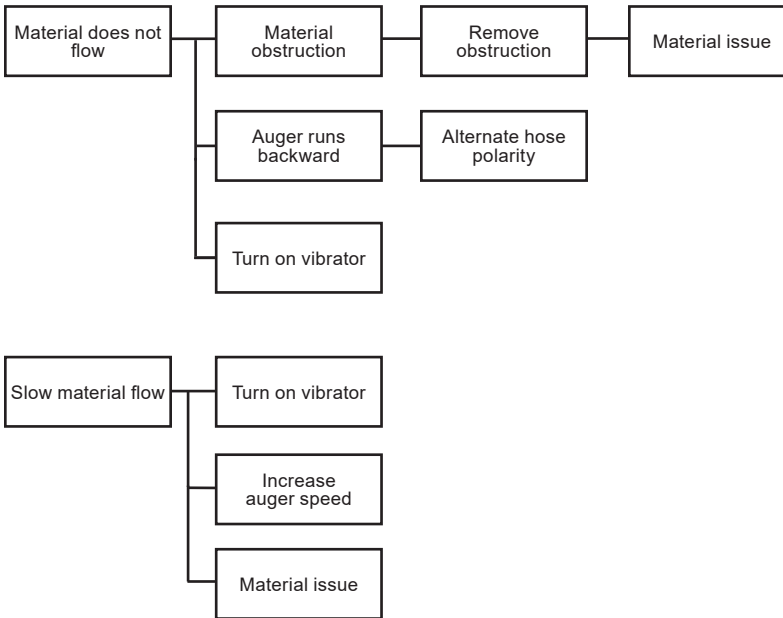 Material does not
flow
Material
obstruction
Remove
obstruction
Material issue
Auger runs
backward
Alternate hose
polarity
Turn on vibrator
Slow material flow
Turn on vibrator
Increase
auger speed
Material issue